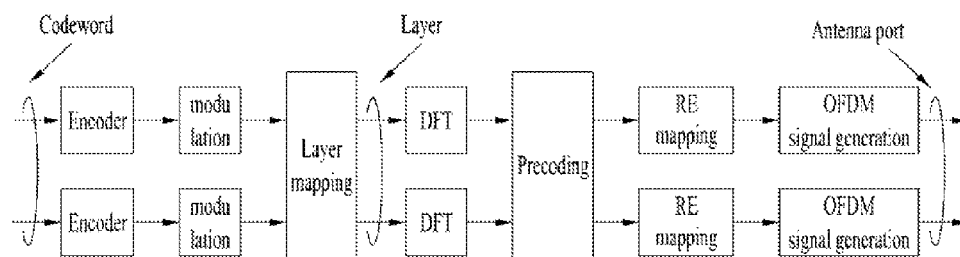 Codeword
Layer
Antenna port
Encoder
modu
lation
Layer
mapping
DFT
Precoding
RE
mapping
OFDM
signal generation
Encoder
modu
lation
DFT
RE
mapping
OFDM
signal generation